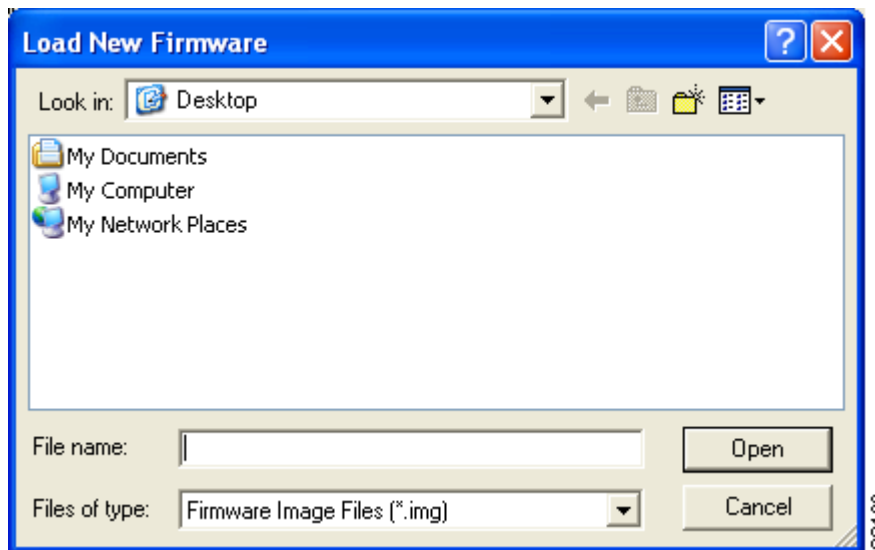 Load New Firmware
Look in: Desktop
My Documents
My Computer
My Network Places
File name:
Open
Files of type: Firmware Image Files (*.img)
Cancel